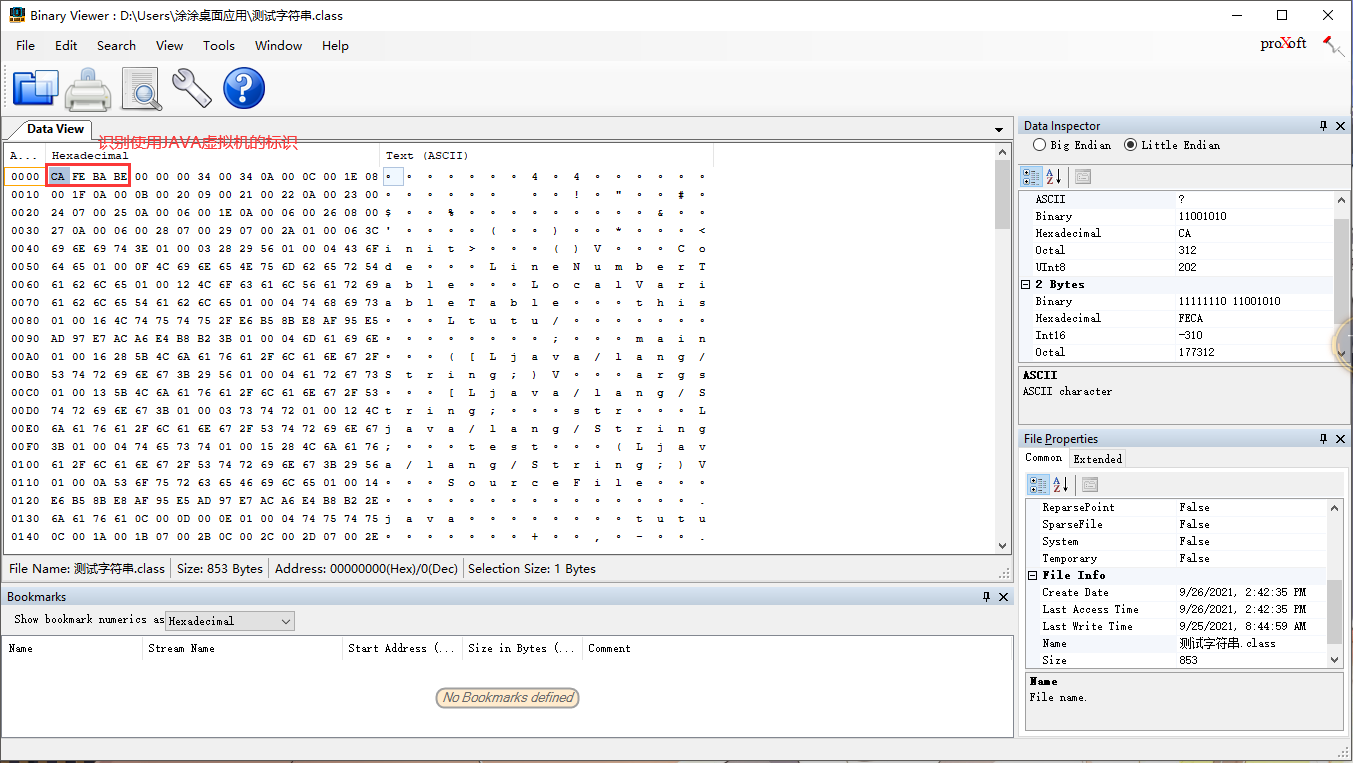 Binary Viewer : D:\Users\涂涂桌面应用\测试字符串.class
File Edit Search View Tools Window Help
proXoft
Data View
识别使用JAVA虚拟机的标识
A... Hexadecimal Text (ASCII)
0000 CA FE BA BE 00 00 00 34 00 34 0A 00 0C 00 1E 08 ° ° ° ° ° ° ° 4 ° 4 ° ° ° ° ° °
0010 00 1F 0A 00 0B 00 20 09 00 21 00 22 0A 00 23 00 ° ° ° ° ° ° ° ° ! ° " ° ° # °
0020 24 07 00 25 0A 00 06 00 1E 0A 00 06 00 26 08 00 $ ° ° % ° ° ° ° ° ° ° ° ° & ° °
0030 27 0A 00 06 00 28 07 00 29 07 00 2A 01 00 06 3C ' ° ° ° ° ( ° ° ) ° ° * ° ° ° <
0040 69 6E 69 74 3E 01 00 03 28 29 56 01 00 04 43 6F i n i t > ° ° ° ( ) V ° ° ° C o
0050 64 65 01 00 0F 4C 69 6E 65 4E 75 6D 62 65 72 54 d e ° ° ° L i n e N u m b e r T
0060 61 62 6C 65 01 00 12 4C 6F 63 61 6C 56 61 72 69 a b l e ° ° ° L o c a l V a r i
0070 61 62 6C 65 54 61 62 6C 65 01 00 04 74 68 69 73 a b l e T a b l e ° ° ° t h i s
0080 01 00 16 4C 74 75 74 75 2F E6 B5 8B E8 AF 95 E5 ° ° ° L t u t u / ° ° ° ° ° ° °
0090 AD 97 E7 AC A6 E4 B8 B2 3B 01 00 04 6D 61 69 6E ° ° ° ° ° ° ° ° ; ° ° ° m a i n
00A0 01 00 16 28 5B 4C 6A 61 76 61 2F 6C 61 6E 67 2F ° ° ° ( [ L j a v a / l a n g /
00B0 53 74 72 69 6E 67 3B 29 56 01 00 04 61 72 67 73 S t r i n g ; ) V ° ° ° a r g s
00C0 01 00 13 5B 4C 6A 61 76 61 2F 6C 61 6E 67 2F 53 ° ° ° [ L j a v a / l a n g / S
00D0 74 72 69 6E 67 3B 01 00 03 73 74 72 01 00 12 4C t r i n g ; ° ° ° s t r ° ° ° L
00E0 6A 61 76 61 2F 6C 61 6E 67 2F 53 74 72 69 6E 67 j a v a / l a n g / S t r i n g
00F0 3B 01 00 04 74 65 73 74 01 00 15 28 4C 6A 61 76 ; ° ° ° t e s t ° ° ° ( L j a v
0100 61 2F 6C 61 6E 67 2F 53 74 72 69 6E 67 3B 29 56 a / l a n g / S t r i n g ; ) V
0110 01 00 0A 53 6F 75 72 63 65 46 69 6C 65 01 00 14 ° ° ° S o u r c e F i l e ° ° °
0120 E6 B5 8B E8 AF 95 E5 AD 97 E7 AC A6 E4 B8 B2 2E ° ° ° ° ° ° ° ° ° ° ° ° ° ° ° .
0130 6A 61 76 61 0C 00 0D 00 0E 01 00 04 74 75 74 75 j a v a ° ° ° ° ° ° ° ° t u t u
0140 0C 00 1A 00 1B 07 00 2B 0C 00 2C 00 2D 07 00 2E ° ° ° ° ° ° ° + ° ° , ° - ° ° .
File Name: 测试字符串.class Size: 853 Bytes Address: 00000000(Hex)/0(Dec) Selection Size: 1 Bytes
Bookmarks
Show bookmark numerics as Hexadecimal
Name Stream Name Start Address (... Size in Bytes (... Comment
No Bookmarks defined
Data Inspector
Big Endian Little Endian
ASCII ?
Binary 11001010
Hexadecimal CA
Octal 312
UInt8 202
2 Bytes
Binary 11111110 11001010
Hexadecimal FECA
Int16 -310
Octal 177312
ASCII
ASCII character
File Properties
Common Extended
ReparsePoint False
SparseFile False
System False
Temporary False
File Info
Create Date 9/26/2021, 2:42:35 PM
Last Access Time 9/26/2021, 2:42:35 PM
Last Write Time 9/25/2021, 8:44:59 AM
Name 测试字符串.class
Size 853
Name
File name.